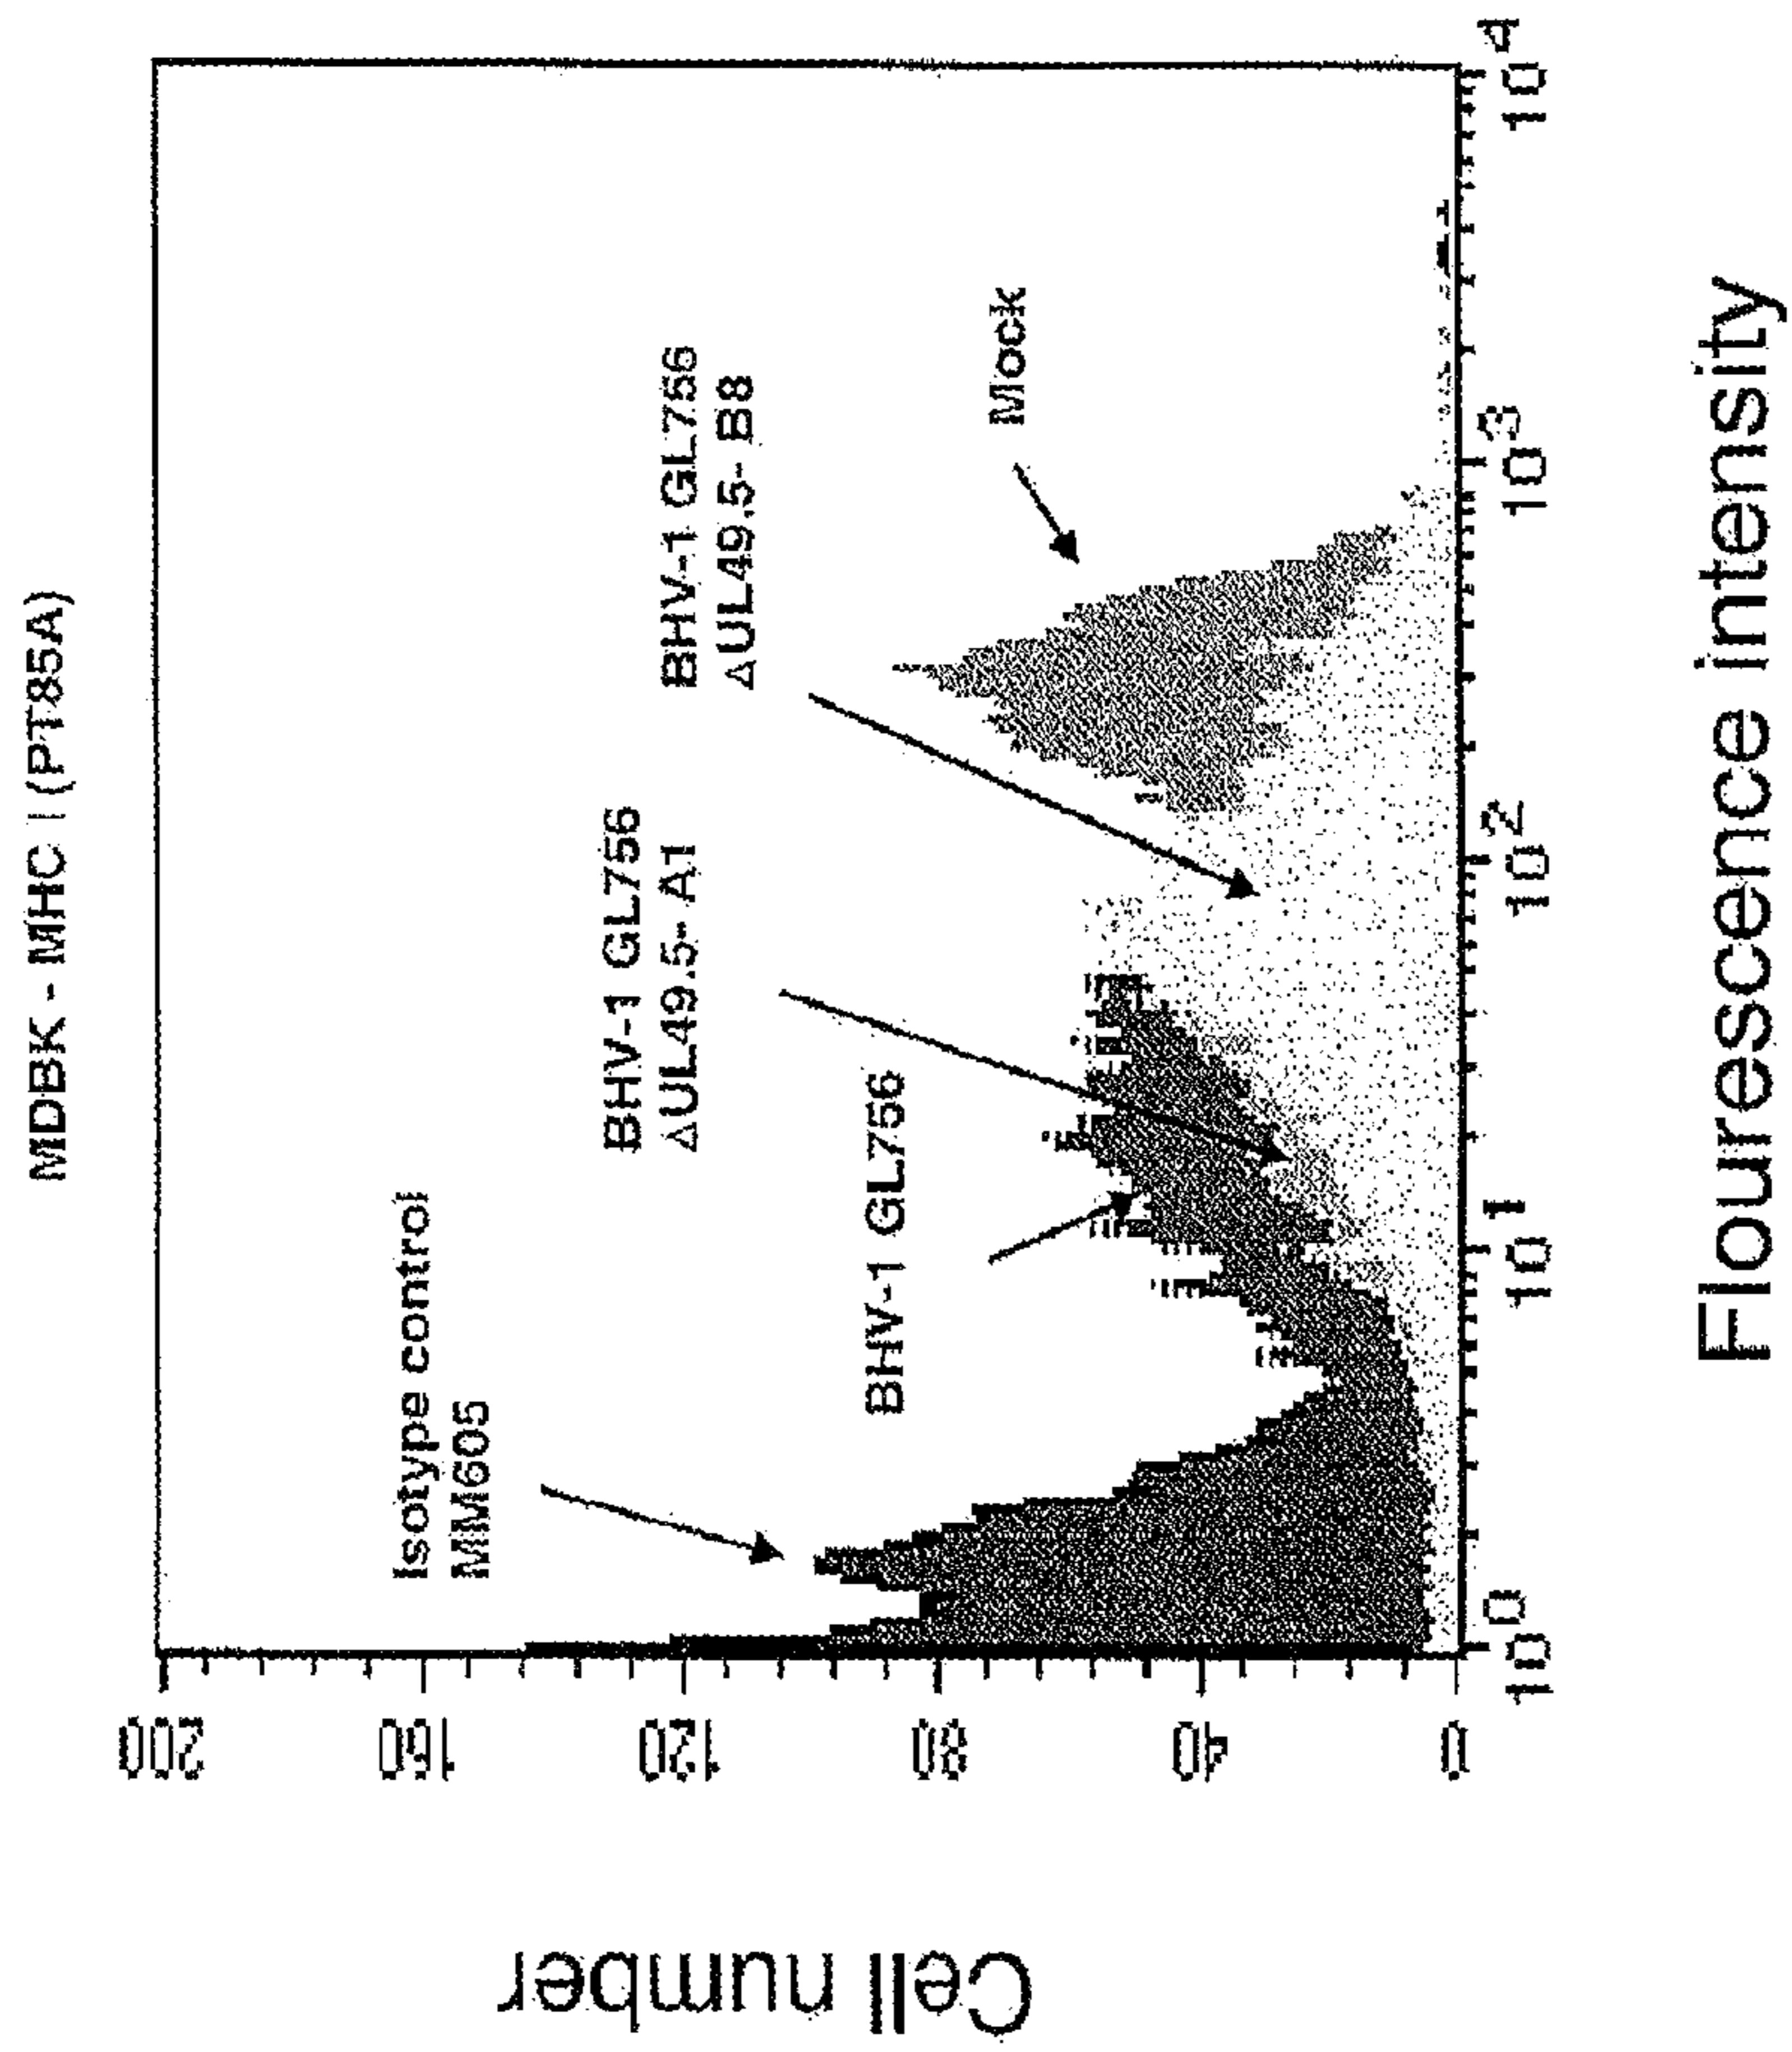 MDBK - MHC I (PT85A)
Isotype control
MM605
BHV-1 GL756
BHV-1 GL756
ΔUL49.5- A1
BHV-1 GL756
ΔUL49.5- B8
Mock
Cell number
200
160
120
80
40
0
10 0
10 1
10 2
10 3
10 4
Flourescence intensity